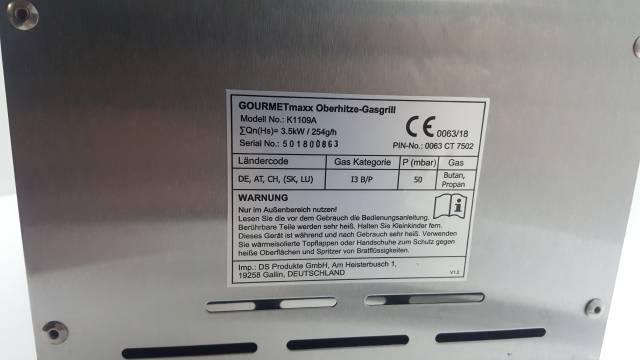 GOURMETmaxx Oberhitze-Gasgrill
Modell No.: K1109A
∑Qn(Hs)= 3.5kW / 254g/h
Serial No.: 501800863
CE 0063/18
PIN-No.: 0063 CT 7502
Ländercode Gas Kategorie P (mbar) Gas
DE, AT, CH, (SK, LU) I3 B/P 50 Butan, Propan
WARNUNG
Nur im Außenbereich nutzen!
Lesen Sie die vor dem Gebrauch die Bedienungsanleitung.
Berührbare Teile werden sehr heiß. Halten Sie Kleinkinder fern.
Dieses Gerät ist während und nach Gebrauch sehr heiß. Verwenden
Sie wärmeisolierte Topflappen oder Handschuhe zum Schutz gegen
heiße Oberflächen und Spritzer von Bratflüssigkeiten.
Imp.: DS Produkte GmbH, Am Heisterbusch 1,
19258 Gallin, DEUTSCHLAND
V1.2